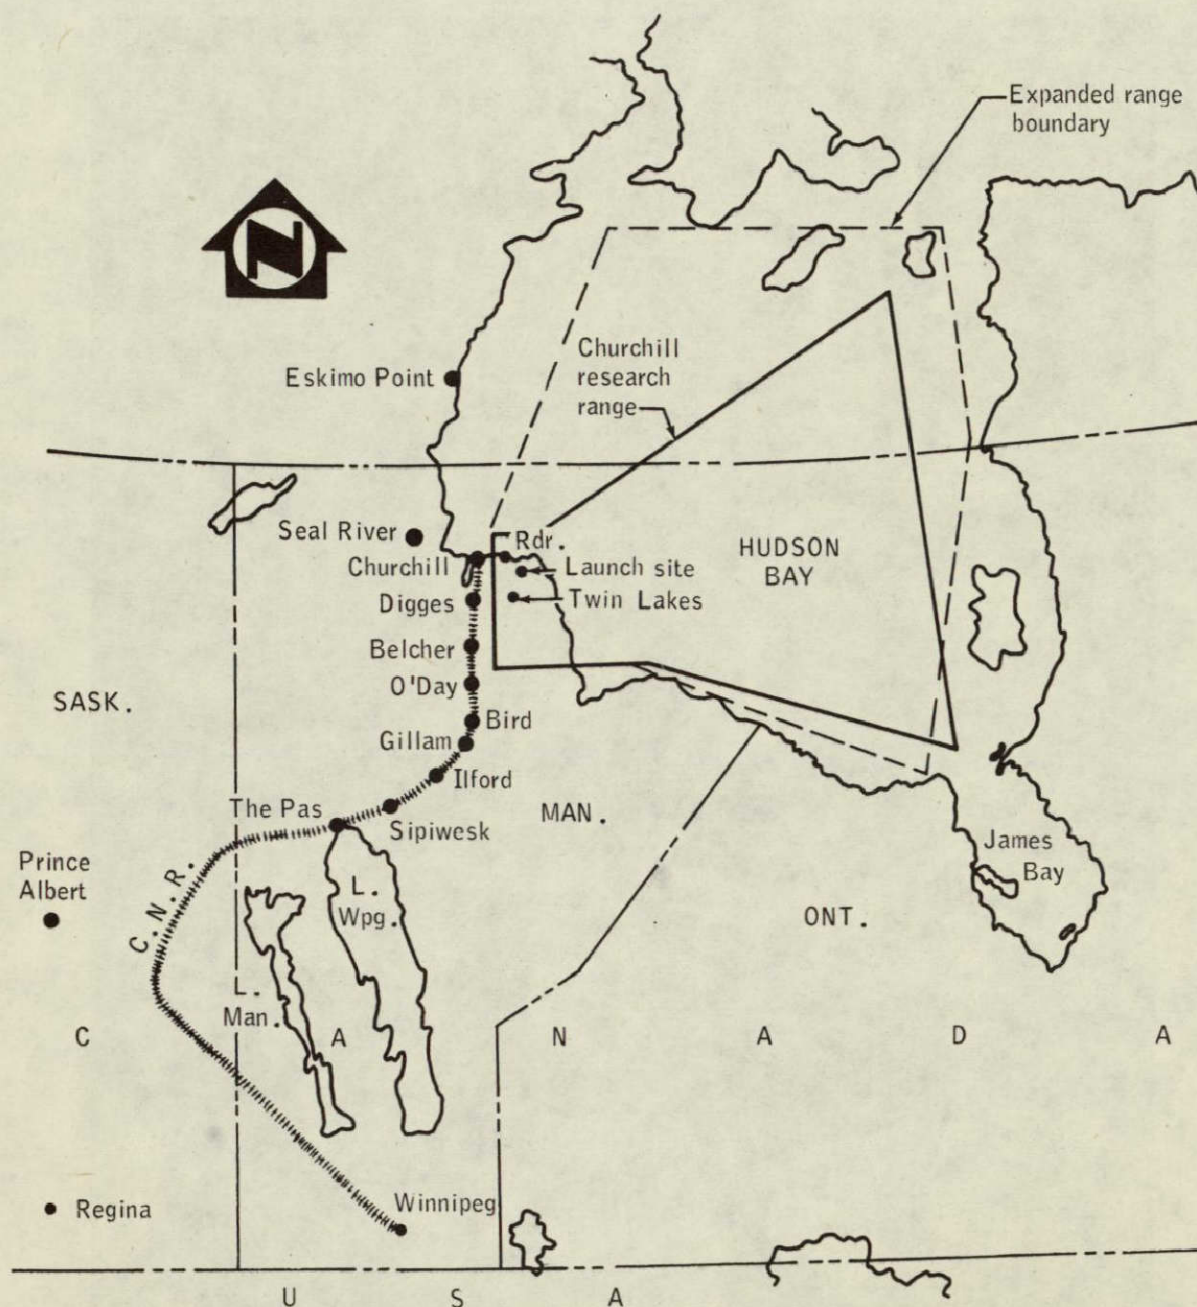 Expanded range
boundary
N
Churchill
research
range
Eskimo Point
Seal River
Rdr.
HUDSON
BAY
Churchill
Launch site
Digges
Twin Lakes
Belcher
SASK.
O'Day
Bird
Gillam
Ilford
The Pas
MAN.
Sipiwesk
James
Bay
Prince
Albert
C.N.R.
L.
Wpg.
ONT.
L.
Man.
C A N A D A
Regina
Winnipeg
U S A